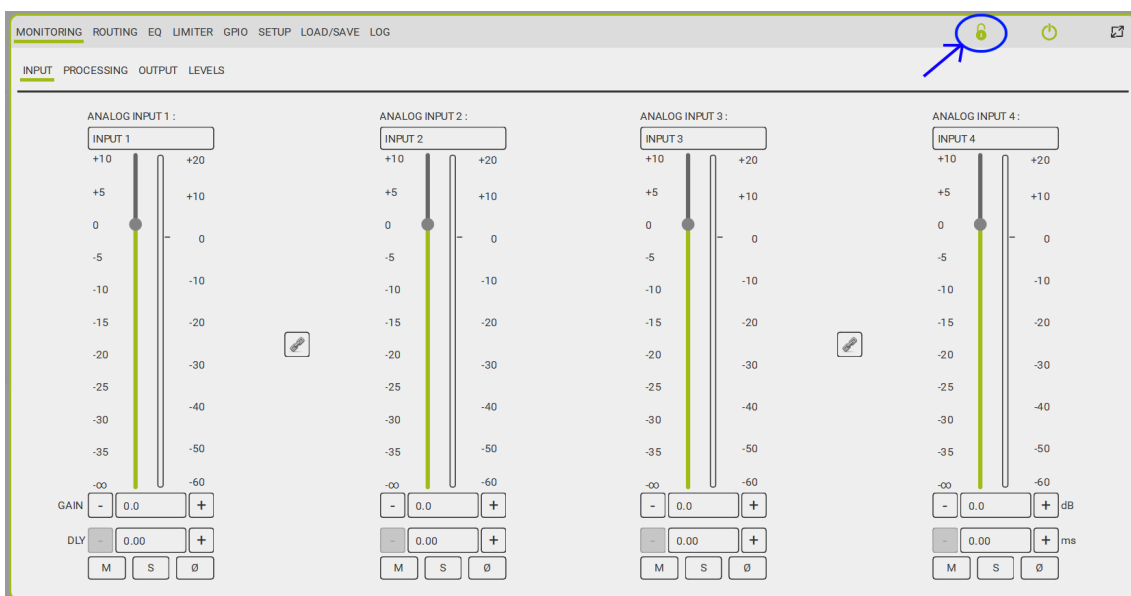 MONITORING ROUTING EQ LIMITER GPIO SETUP LOAD/SAVE LOG
INPUT PROCESSING OUTPUT LEVELS
ANALOG INPUT 1 : ANALOG INPUT 2 : ANALOG INPUT 3 : ANALOG INPUT 4 :
INPUT 1 INPUT 2 INPUT 3 INPUT 4
+10 +20 +10 +20 +10 +20 +10 +20
+5 +10 +5 +10 +5 +10 +5 +10
0 0 0 0 0 0 0 0
-5 -10 -5 -10 -5 -10 -5 -10
-10 -10 -10 -10
-15 -20 -15 -20 -15 -20 -15 -20
-20 -30 -20 -30 -20 -30 -20 -30
-25 -40 -25 -40 -25 -40 -25 -40
-30 -30 -30 -30
-35 -50 -35 -50 -35 -50 -35 -50
-∞ -60 -∞ -60 -∞ -60 -∞ -60
GAIN - 0.0 + - 0.0 + - 0.0 + - 0.0 + dB
DLY - 0.00 + - 0.00 + - 0.00 + - 0.00 + ms
M S Ø M S Ø M S Ø M S Ø